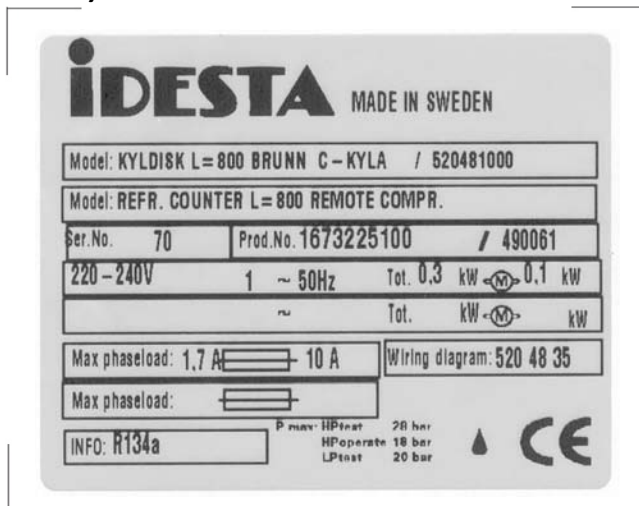 iDESTA MADE IN SWEDEN
Model: KYLDISK L=800 BRUNN C-KYLA / 520481000
Model: REFR. COUNTER L=800 REMOTE COMPR.
Ser.No. 70 Prod.No. 1673225100 / 490061
220-240V 1 ~ 50Hz Tot. 0,3 kW M 0,1 kW
~ Tot. kW M kW
Max phaseload: 1,7 A 10 A Wiring diagram: 520 48 35
Max phaseload:
INFO: R134a
P max: HPtest 28 bar
HPoperate 18 bar
LPtest 20 bar
CE